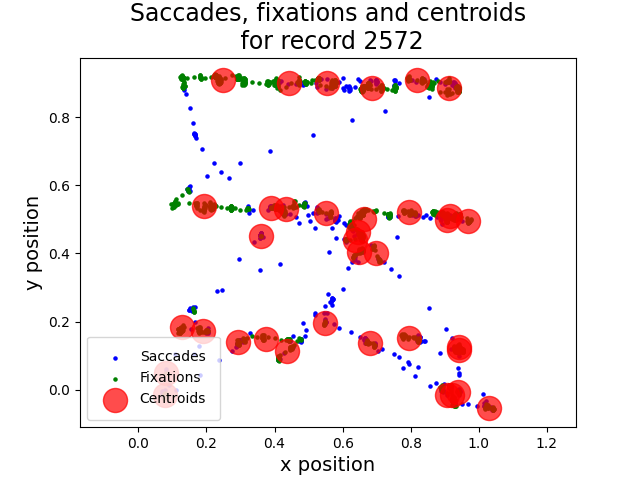 Saccades, fixations and centroids
for record 2572
y position
0.8
0.6
0.4
0.2
0.0
Saccades
Fixations
Centroids
0.0 0.2 0.4 0.6 0.8 1.0 1.2
x position